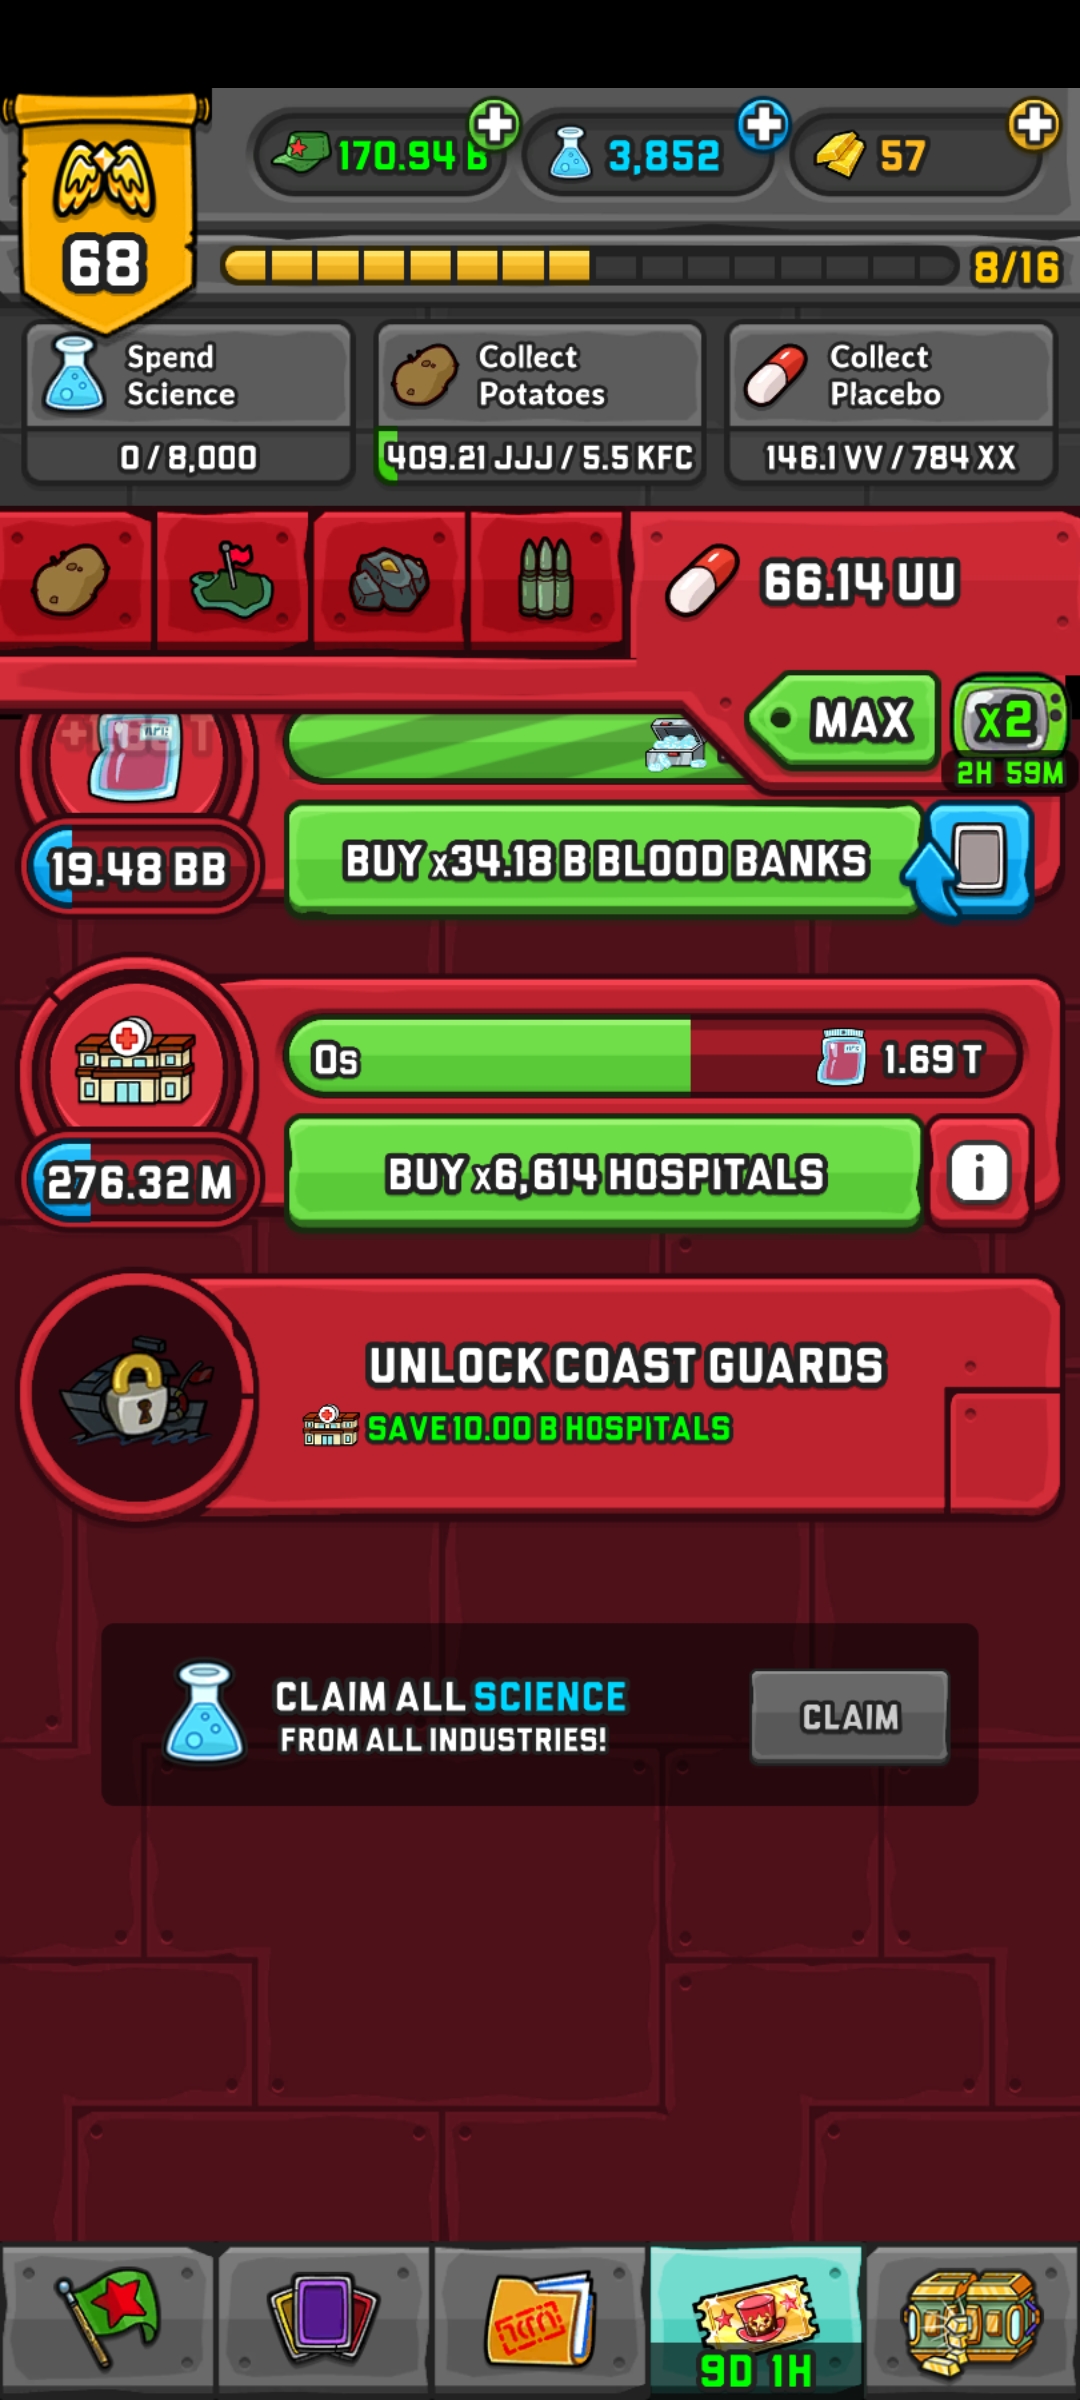 170.94 B
3,852
57
68
8/16
Spend
Science
0 / 8,000
Collect
Potatoes
409.21 JJJ / 5.5 KFC
Collect
Placebo
146.1 VV / 784 XX
66.14 UU
MAX
x2
2H 59M
19.48 BB
BUY x34.18 B BLOOD BANKS
0s
1.69 T
276.32 M
BUY x6,614 HOSPITALS
i
UNLOCK COAST GUARDS
SAVE 10.00 B HOSPITALS
CLAIM ALL SCIENCE
FROM ALL INDUSTRIES!
CLAIM
9D 1H